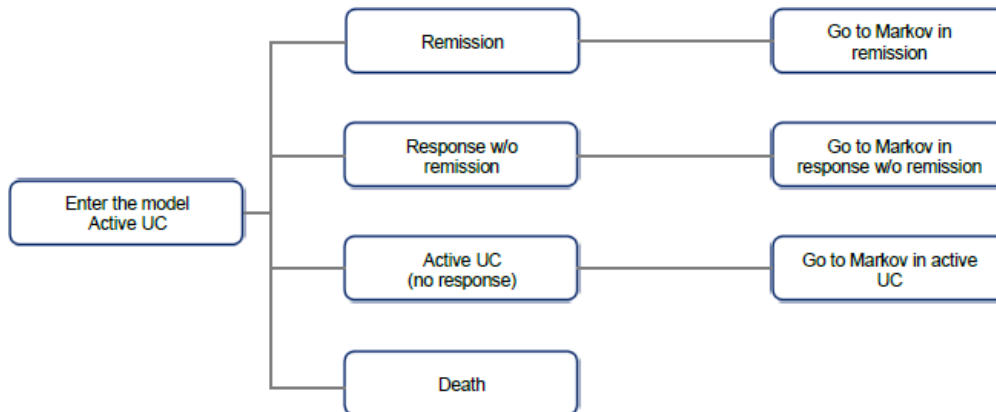 Remission
Go to Markov in
remission
Response w/o
remission
Go to Markov in
response w/o remission
Enter the model
Active UC
Active UC
(no response)
Go to Markov in active
UC
Death